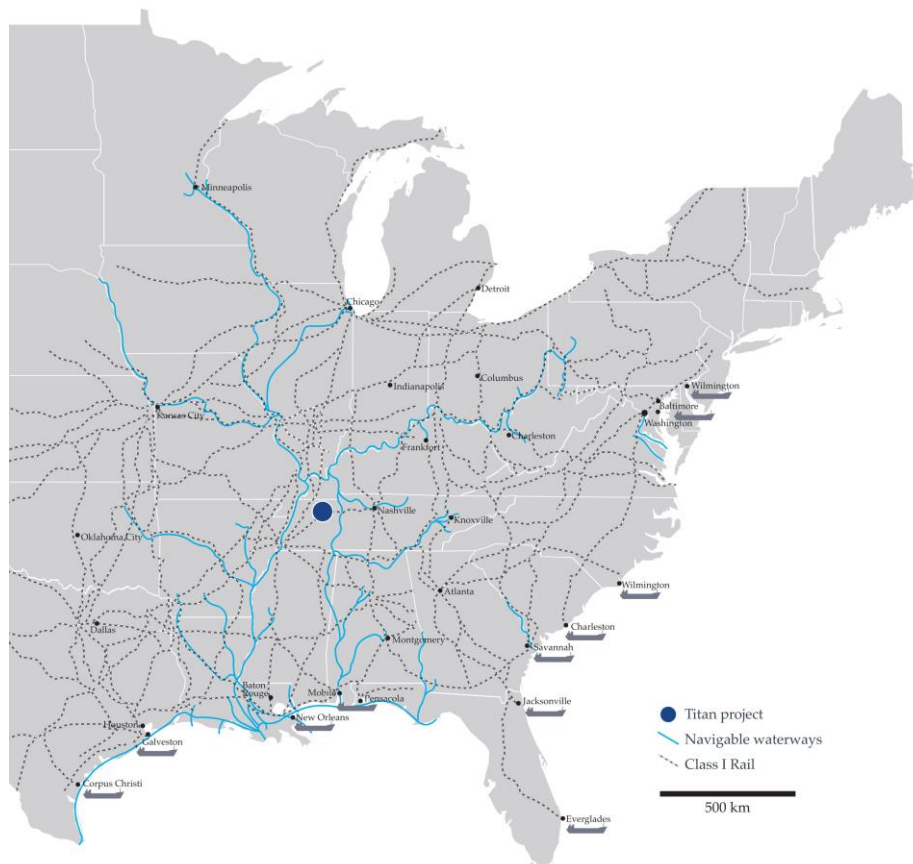 Minneapolis
Detroit
Chicago
Wilmington
Indianapolis
Columbus
Baltimore
Kansas City
Washington
Charleston
Frankfort
Nashville
Knoxville
Oklahoma City
Wilmington
Atlanta
Dallas
Charleston
Montgomery
Savannah
Baton
Rouge
Mobile
Pensacola
Jacksonville
New Orleans
Houston
Galveston
Corpus Christi
Everglades
Titan project
Navigable waterways
Class I Rail
500 km